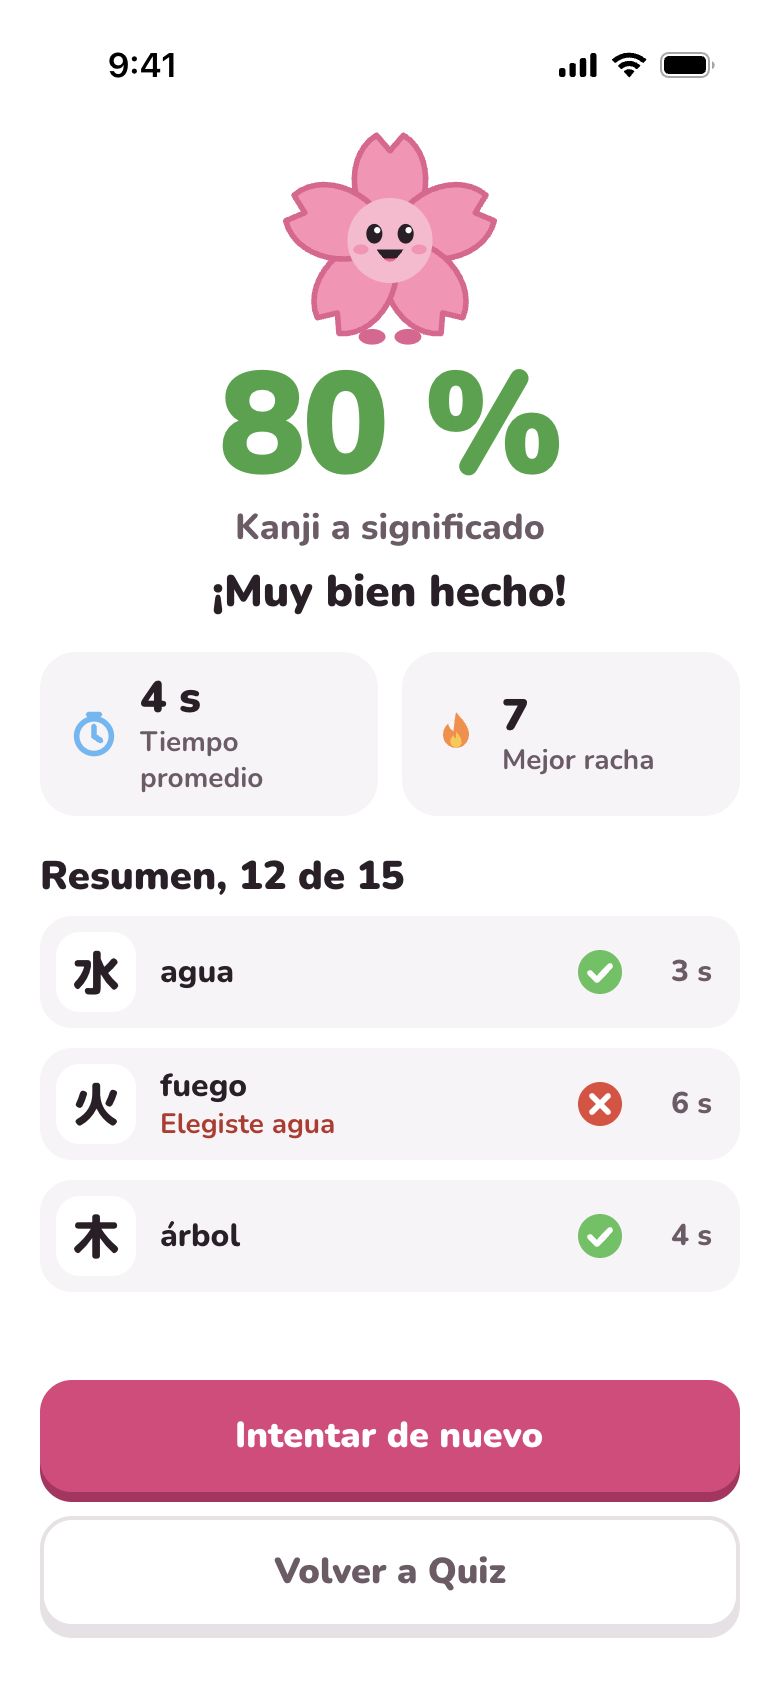 9:41
80 %
Kanji a significado
¡Muy bien hecho!
4 s
Tiempo
promedio
7
Mejor racha
Resumen, 12 de 15
水 agua 3 s
火 fuego 6 s
Elegiste agua
木 árbol 4 s
Intentar de nuevo
Volver a Quiz